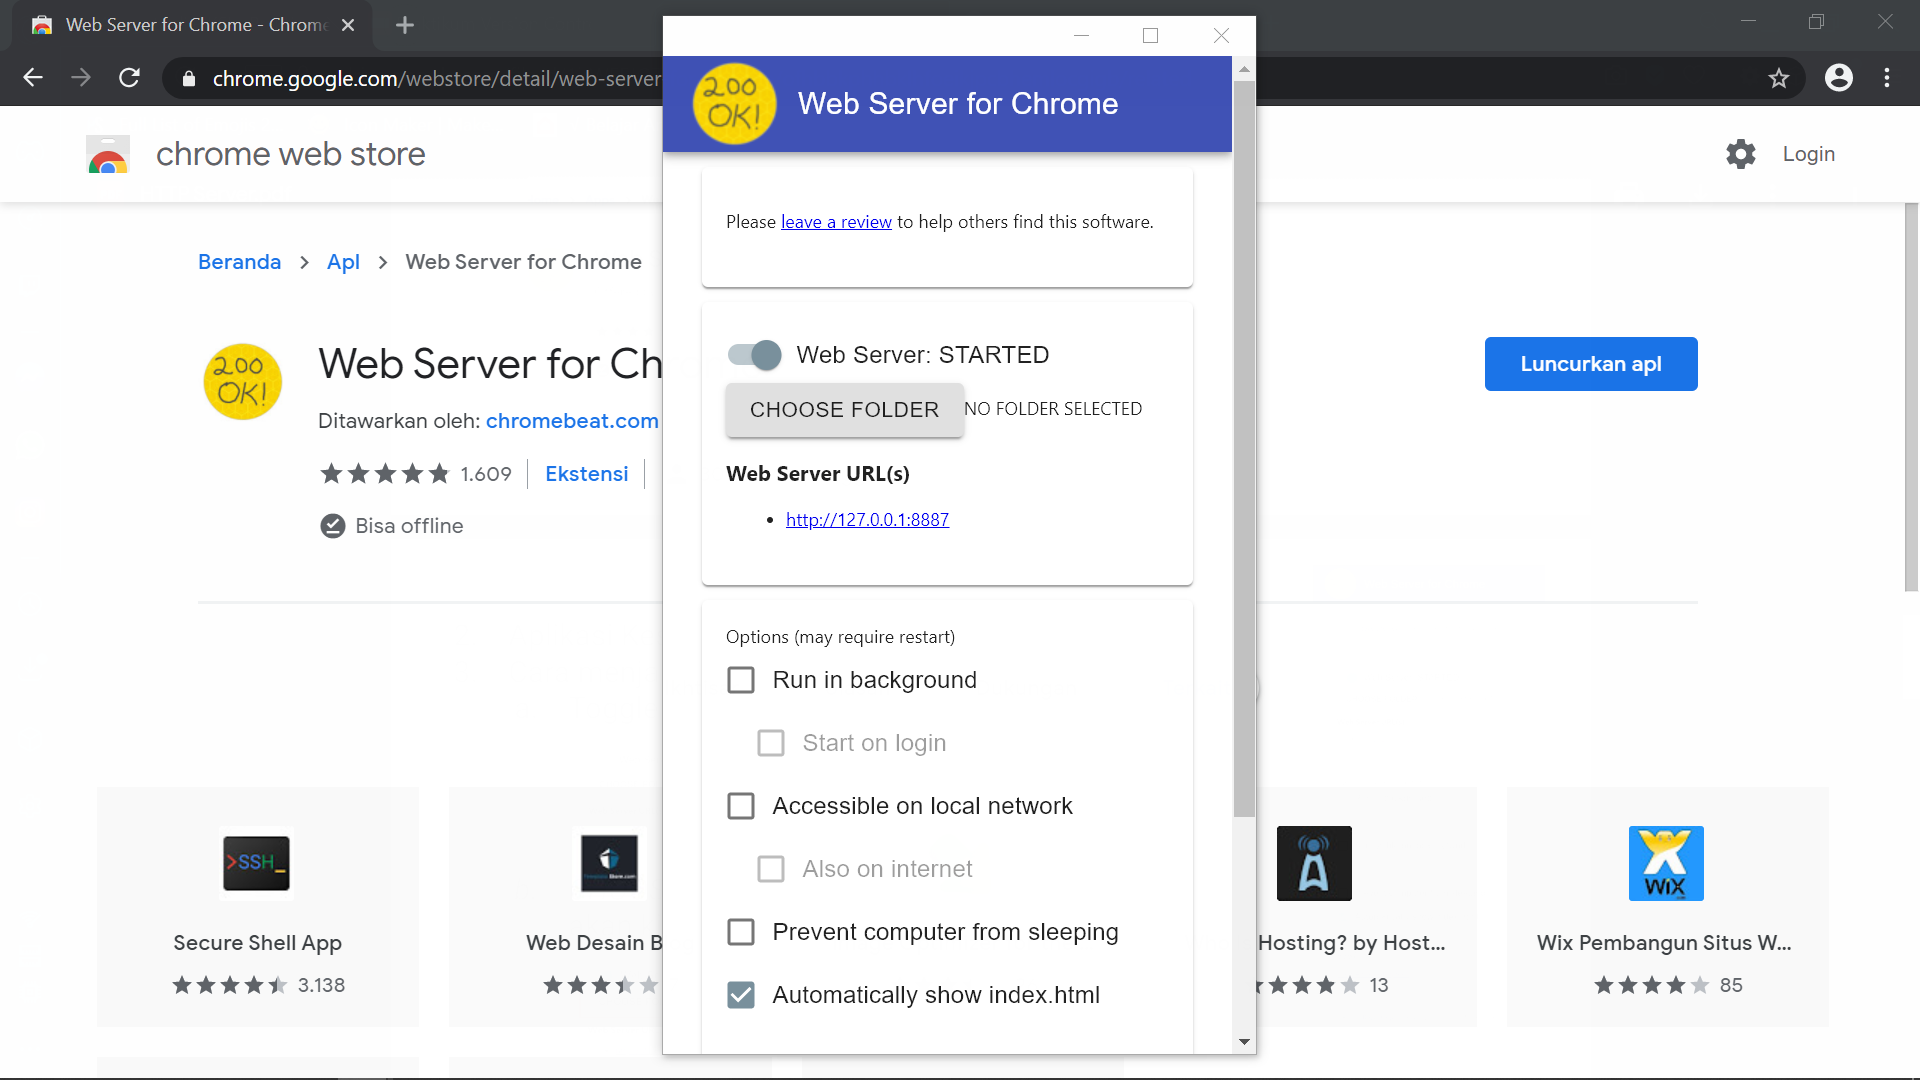 Web Server for Chrome - Chrome
chrome.google.com/webstore/detail/web-server
chrome web store
Login
Beranda > Apl > Web Server for Chrome
200
OK!
Web Server for Ch
Luncurkan apl
Ditawarkan oleh: chromebeat.com
1.609
Ekstensi
Bisa offline
200
OK!
Web Server for Chrome
Please leave a review to help others find this software.
Web Server: STARTED
CHOOSE FOLDER
NO FOLDER SELECTED
Web Server URL(s)
• http://127.0.0.1:8887
Options (may require restart)
Run in background
Start on login
Accessible on local network
Also on internet
Prevent computer from sleeping
Automatically show index.html
>SSH_
Secure Shell App
3.138
Web Desain B
Hosting? by Host...
13
WiX
Wix Pembangun Situs W...
85